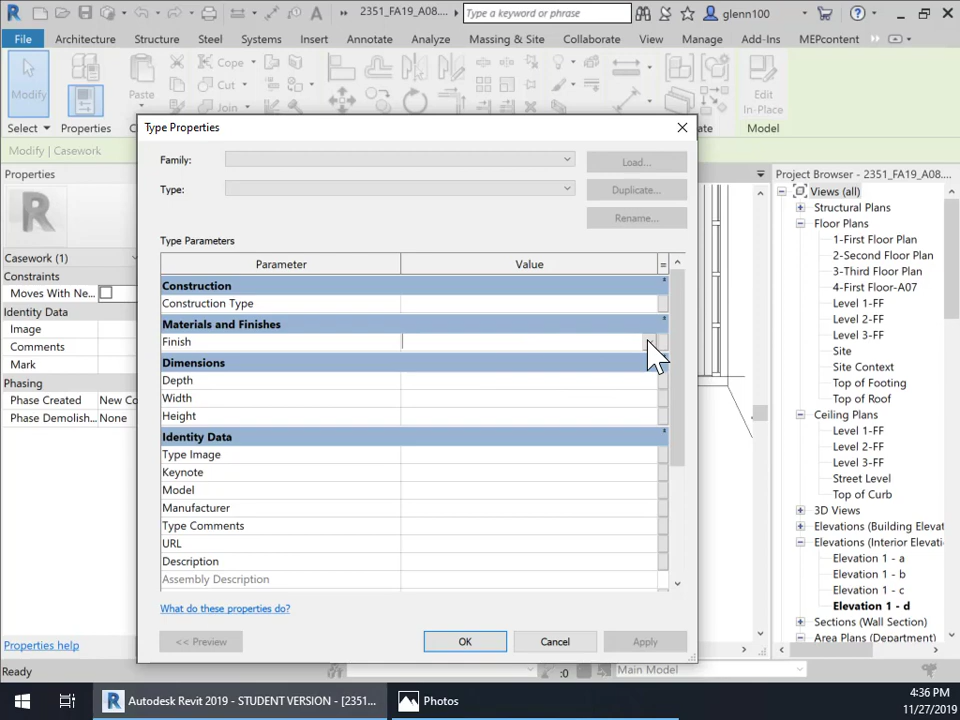 2351_FA19_A08....
Type a keyword or phrase
glenn100
File Architecture Structure Steel Systems Insert Annotate Analyze Massing & Site Collaborate View Manage Add-Ins MEPcontent
Modify
Properties
Paste
Cope
Cut
Join
Edit
In-Place
Select Properties Model
Modify | Casework
Properties
Casework (1)
Constraints
Moves With Ne...
Identity Data
Image
Comments
Mark
Phasing
Phase Created New Co
Phase Demolish... None
Properties help
Type Properties
Family: Load...
Type: Duplicate...
Rename...
Type Parameters
Parameter Value =
Construction
Construction Type
Materials and Finishes
Finish
Dimensions
Depth
Width
Height
Identity Data
Type Image
Keynote
Model
Manufacturer
Type Comments
URL
Description
Assembly Description
What do these properties do?
<< Preview OK Cancel Apply
Project Browser - 2351_FA19_A08....
Views (all)
Structural Plans
Floor Plans
1-First Floor Plan
2-Second Floor Plan
3-Third Floor Plan
4-First Floor-A07
Level 1-FF
Level 2-FF
Level 3-FF
Site
Site Context
Top of Footing
Top of Roof
Ceiling Plans
Level 1-FF
Level 2-FF
Level 3-FF
Street Level
Top of Curb
3D Views
Elevations (Building Elevat
Elevations (Interior Elevati
Elevation 1 - a
Elevation 1 - b
Elevation 1 - c
Elevation 1 - d
Sections (Wall Section)
Area Plans (Department)
Ready :0 Main Model
Autodesk Revit 2019 - STUDENT VERSION - [2351... Photos
4:36 PM
11/27/2019